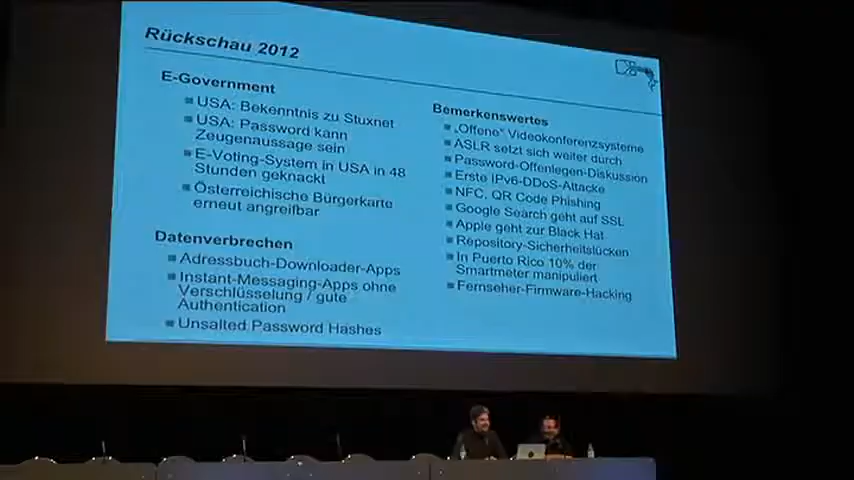 Rückschau 2012
E-Government
USA: Bekenntnis zu Stuxnet
USA: Password kann
Zeugenaussage sein
E-Voting-System in USA in 48
Stunden geknackt
Österreichische Bürgerkarte
erneut angreifbar
Datenverbrechen
Adressbuch-Downloader-Apps
Instant-Messaging-Apps ohne
Verschlüsselung / gute
Authentication
Unsalted Password Hashes
Bemerkenswertes
„Offene" Videokonferenzsysteme
ASLR setzt sich weiter durch
Password-Offenlegen-Diskussion
Erste IPv6-DDoS-Attacke
NFC, QR Code Phishing
Google Search geht auf SSL
Apple geht zur Black Hat
Repository-Sicherheitslücken
In Puerto Rico 10% der
Smartmeter manipuliert
Fernseher-Firmware-Hacking